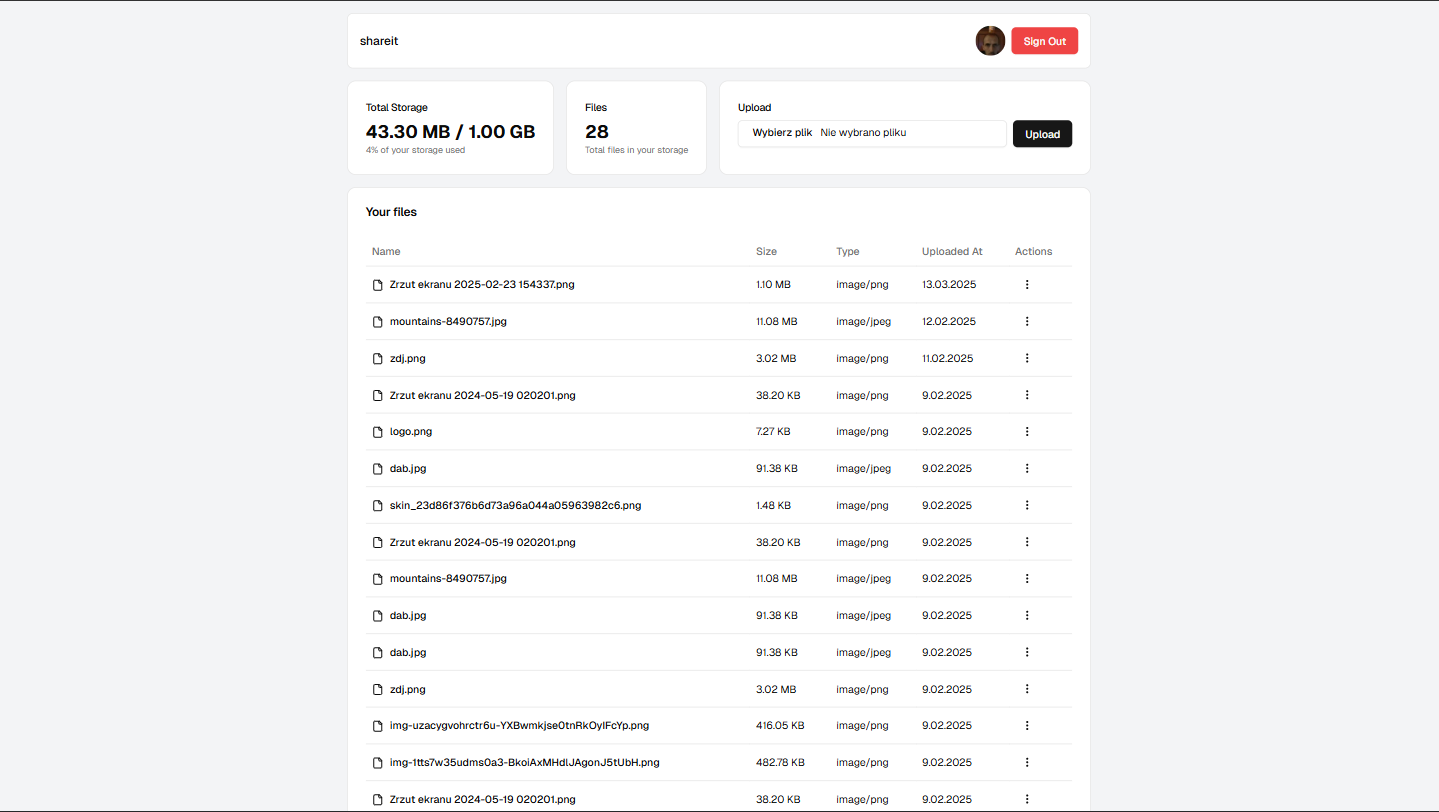 shareit
Sign Out
Total Storage
43.30 MB / 1.00 GB
4% of your storage used
Files
28
Total files in your storage
Upload
Wybierz plik Nie wybrano pliku
Upload
Your files
Name Size Type Uploaded At Actions
Zrzut ekranu 2025-02-23 154337.png 1.10 MB image/png 13.03.2025
mountains-8490757.jpg 11.08 MB image/jpeg 12.02.2025
zdj.png 3.02 MB image/png 11.02.2025
Zrzut ekranu 2024-05-19 020201.png 38.20 KB image/png 9.02.2025
logo.png 7.27 KB image/png 9.02.2025
dab.jpg 91.38 KB image/jpeg 9.02.2025
skin_23d86f376b6d73a96a044a05963982c6.png 1.48 KB image/png 9.02.2025
Zrzut ekranu 2024-05-19 020201.png 38.20 KB image/png 9.02.2025
mountains-8490757.jpg 11.08 MB image/jpeg 9.02.2025
dab.jpg 91.38 KB image/jpeg 9.02.2025
dab.jpg 91.38 KB image/jpeg 9.02.2025
zdj.png 3.02 MB image/png 9.02.2025
img-uzacygvohrctr6u-YXBwmkjse0tnRkOyIFcYp.png 416.05 KB image/png 9.02.2025
img-1tts7w35udms0a3-BkoiAxMHdlJAgonJ5tUbH.png 482.78 KB image/png 9.02.2025
Zrzut ekranu 2024-05-19 020201.png 38.20 KB image/png 9.02.2025